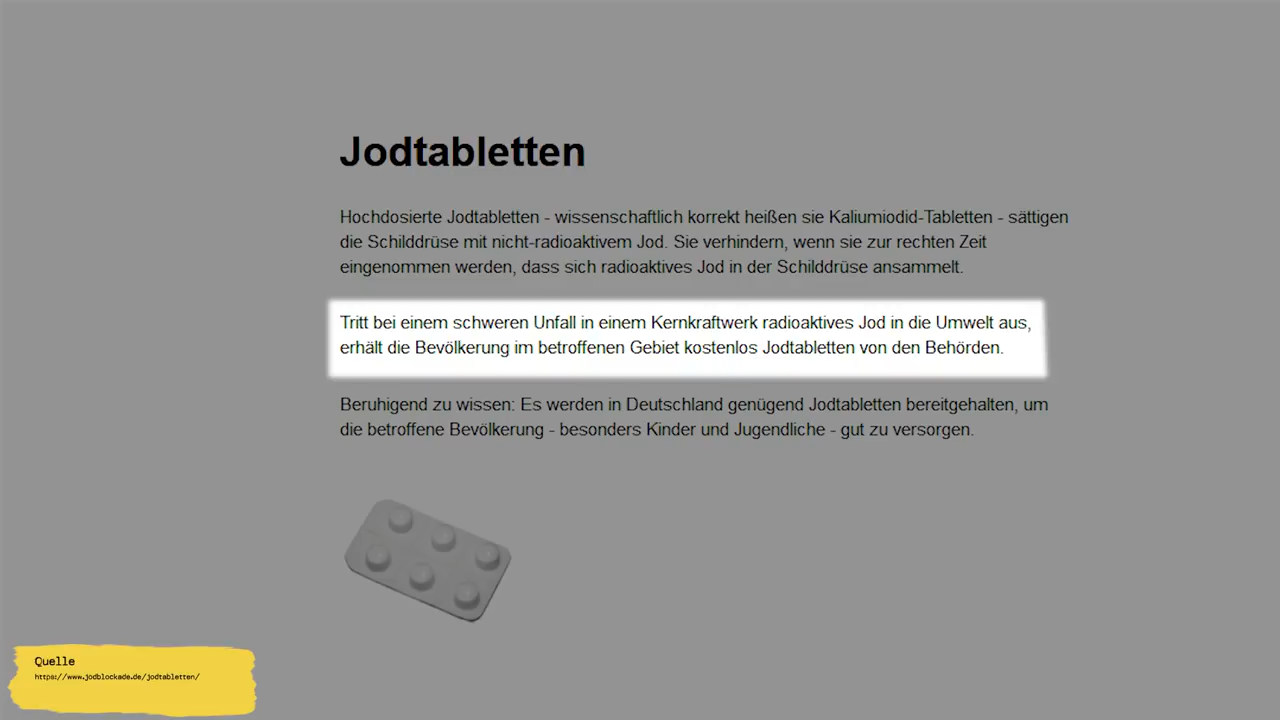 Jodtabletten
Hochdosierte Jodtabletten - wissenschaftlich korrekt heißen sie Kaliumiodid-Tabletten - sättigen
die Schilddrüse mit nicht-radioaktivem Jod. Sie verhindern, wenn sie zur rechten Zeit
eingenommen werden, dass sich radioaktives Jod in der Schilddrüse ansammelt.
Tritt bei einem schweren Unfall in einem Kernkraftwerk radioaktives Jod in die Umwelt aus,
erhält die Bevölkerung im betroffenen Gebiet kostenlos Jodtabletten von den Behörden.
Beruhigend zu wissen: Es werden in Deutschland genügend Jodtabletten bereitgehalten, um
die betroffene Bevölkerung - besonders Kinder und Jugendliche - gut zu versorgen.
Quelle
https://www.jodblockade.de/jodtabletten/